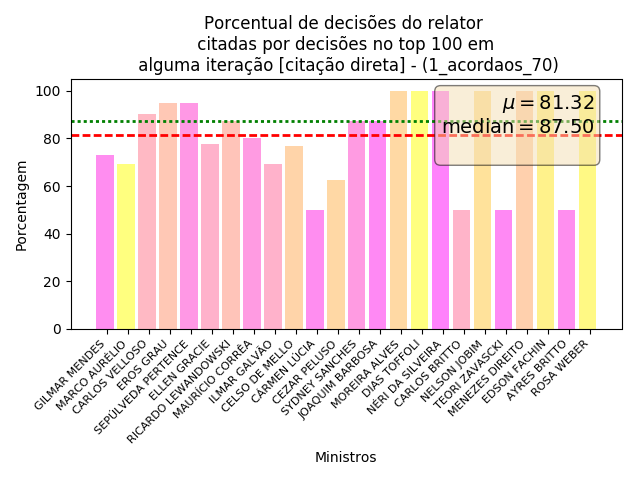 Porcentual de decisões do relator
citadas por decisões no top 100 em
alguma iteração [citação direta] - (1_acordaos_70)
μ = 81.32
median = 87.50
Porcentagem
100
80
60
40
20
0
GILMAR MENDES
MARCO AURÉLIO
CARLOS VELLOSO
EROS GRAU
SEPÚLVEDA PERTENCE
ELLEN GRACIE
RICARDO LEWANDOWSKI
MAURÍCIO CORRÊA
ILMAR GALVÃO
CELSO DE MELLO
CÁRMEN LÚCIA
CEZAR PELUSO
SYDNEY SANCHES
JOAQUIM BARBOSA
MOREIRA ALVES
DIAS TOFFOLI
NÉRI DA SILVEIRA
CARLOS BRITTO
NELSON JOBIM
TEORI ZAVASCKI
MENEZES DIREITO
EDSON FACHIN
AYRES BRITTO
ROSA WEBER
Ministros